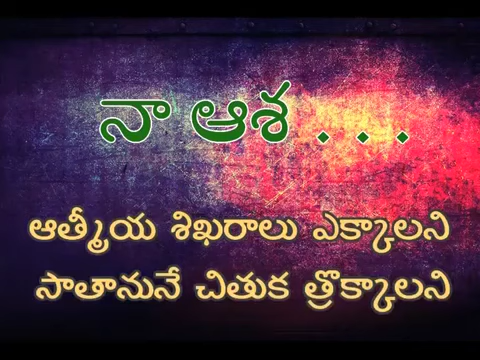 నా ఆశ . . .
ఆత్మీయ శిఖరాలు ఎక్కాలని
సాతానునే చితుక త్రొక్కాలని